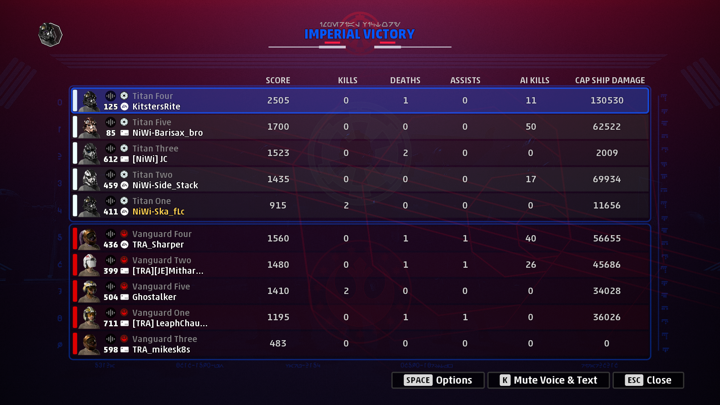 IMPERIAL VICTORY
SCORE KILLS DEATHS ASSISTS AI KILLS CAP SHIP DAMAGE
Titan Four
125 KitstersRite 2505 0 1 0 11 130530
Titan Five
85 NiWi-Barisax_bro 1700 0 0 0 50 62522
Titan Three
612 [NiWi] JC 1523 0 2 0 0 2009
Titan Two
459 NiWi-Side_Stack 1435 0 0 0 17 69934
Titan One
411 NiWi-Ska_fLc 915 2 0 0 0 11656
Vanguard Four
436 TRA_Sharper 1560 0 1 1 40 56655
Vanguard Two
399 [TRA][JE]Mithar... 1480 0 1 1 26 45686
Vanguard Five
504 Ghostalker 1410 2 0 0 0 34028
Vanguard One
711 [TRA] LeaphChau... 1195 0 1 1 0 36026
Vanguard Three
598 TRA_mikesk8s 483 0 0 0 0 0
SPACE Options K Mute Voice & Text ESC Close